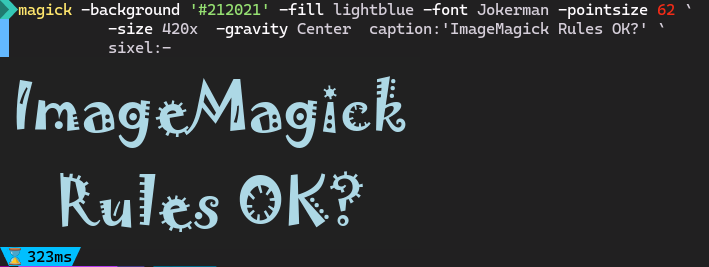 magick -background '#212021' -fill lightblue -font Jokerman -pointsize 62 `
-size 420x -gravity Center caption:'ImageMagick Rules OK?' `
sixel:-
ImageMagick
Rules OK?
⌛ 323ms